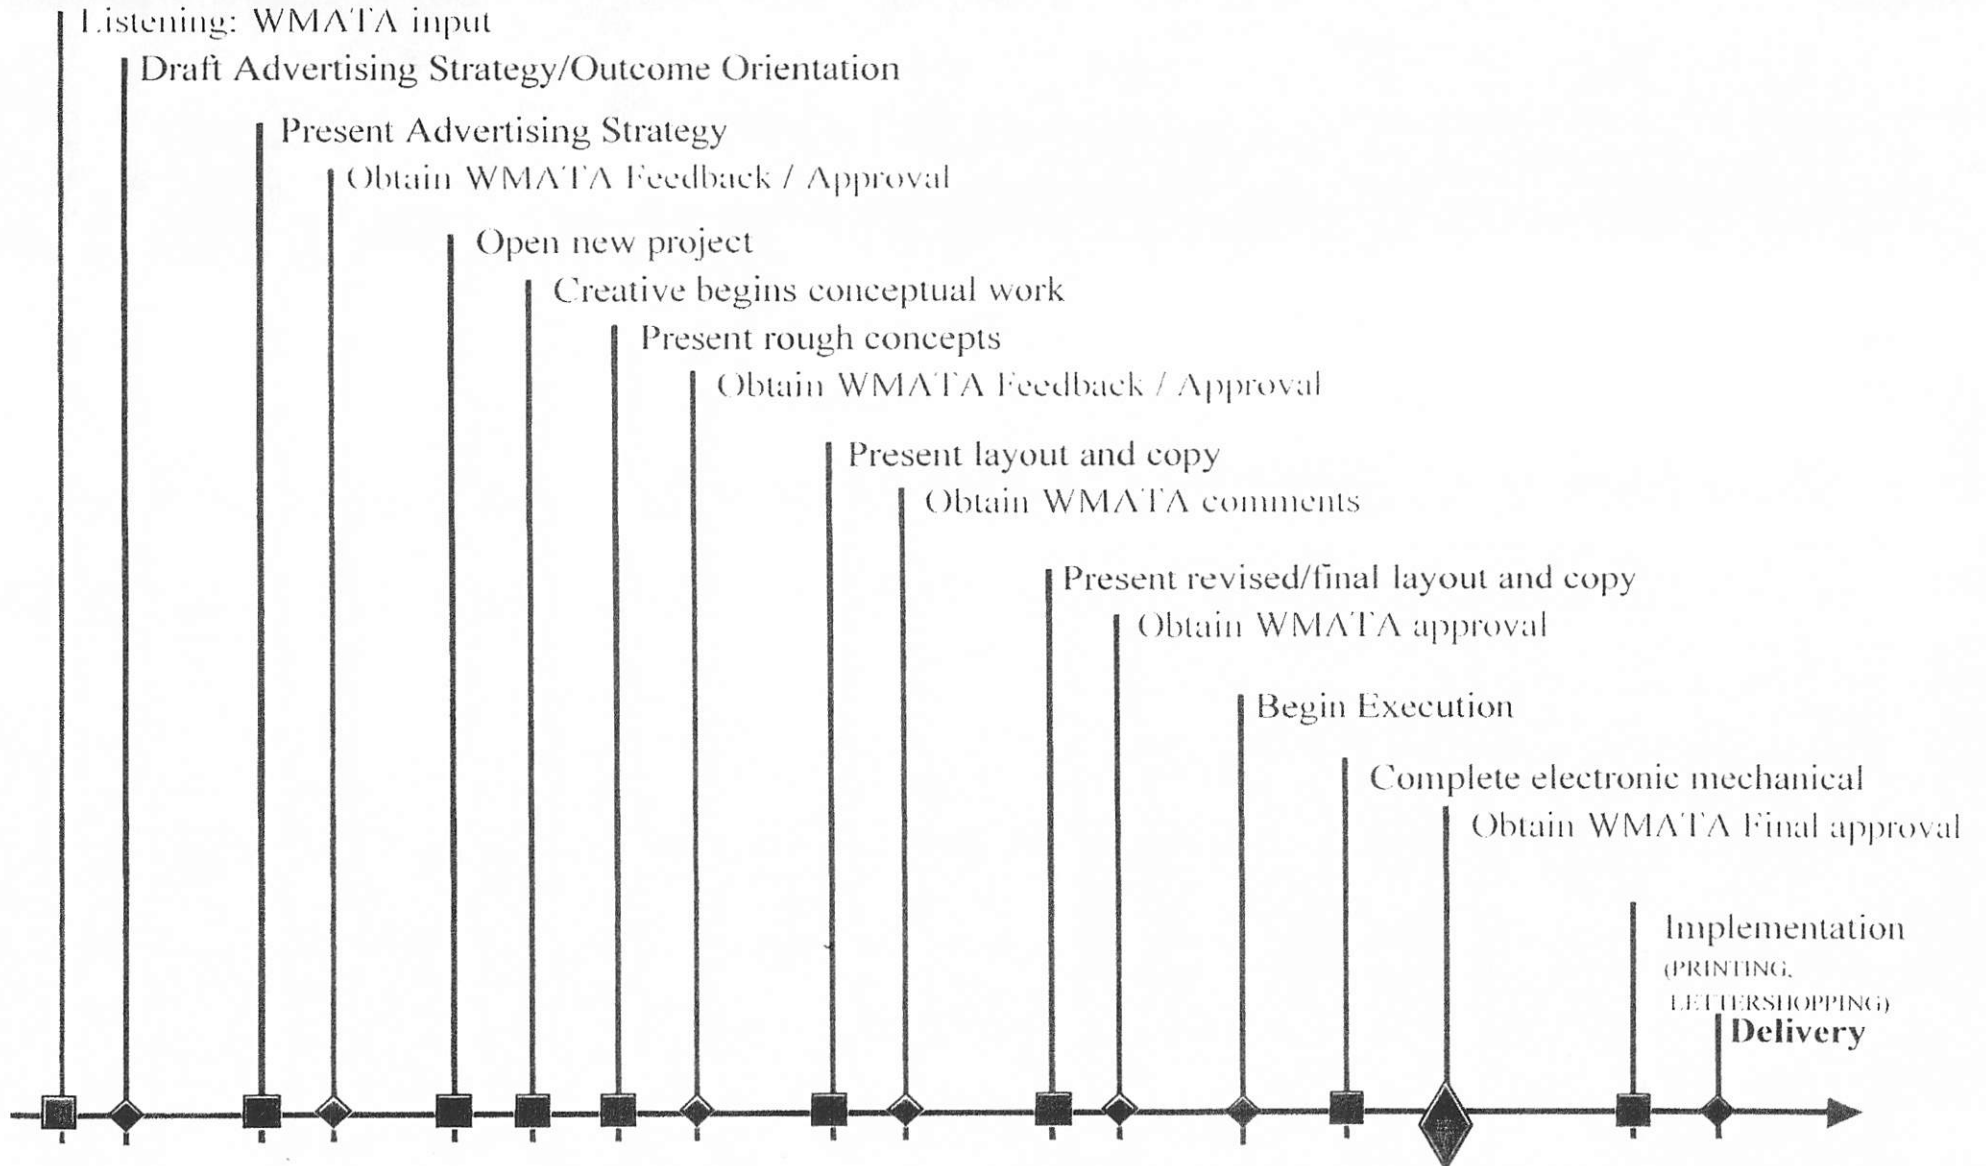 Listening: WMATA input
Draft Advertising Strategy/Outcome Orientation
Present Advertising Strategy
Obtain WMATA Feedback / Approval
Open new project
Creative begins conceptual work
Present rough concepts
Obtain WMATA Feedback / Approval
Present layout and copy
Obtain WMATA comments
Present revised/final layout and copy
Obtain WMATA approval
Begin Execution
Complete electronic mechanical
Obtain WMATA Final approval
Implementation
(PRINTING,
LETTERSHOPPING)
Delivery